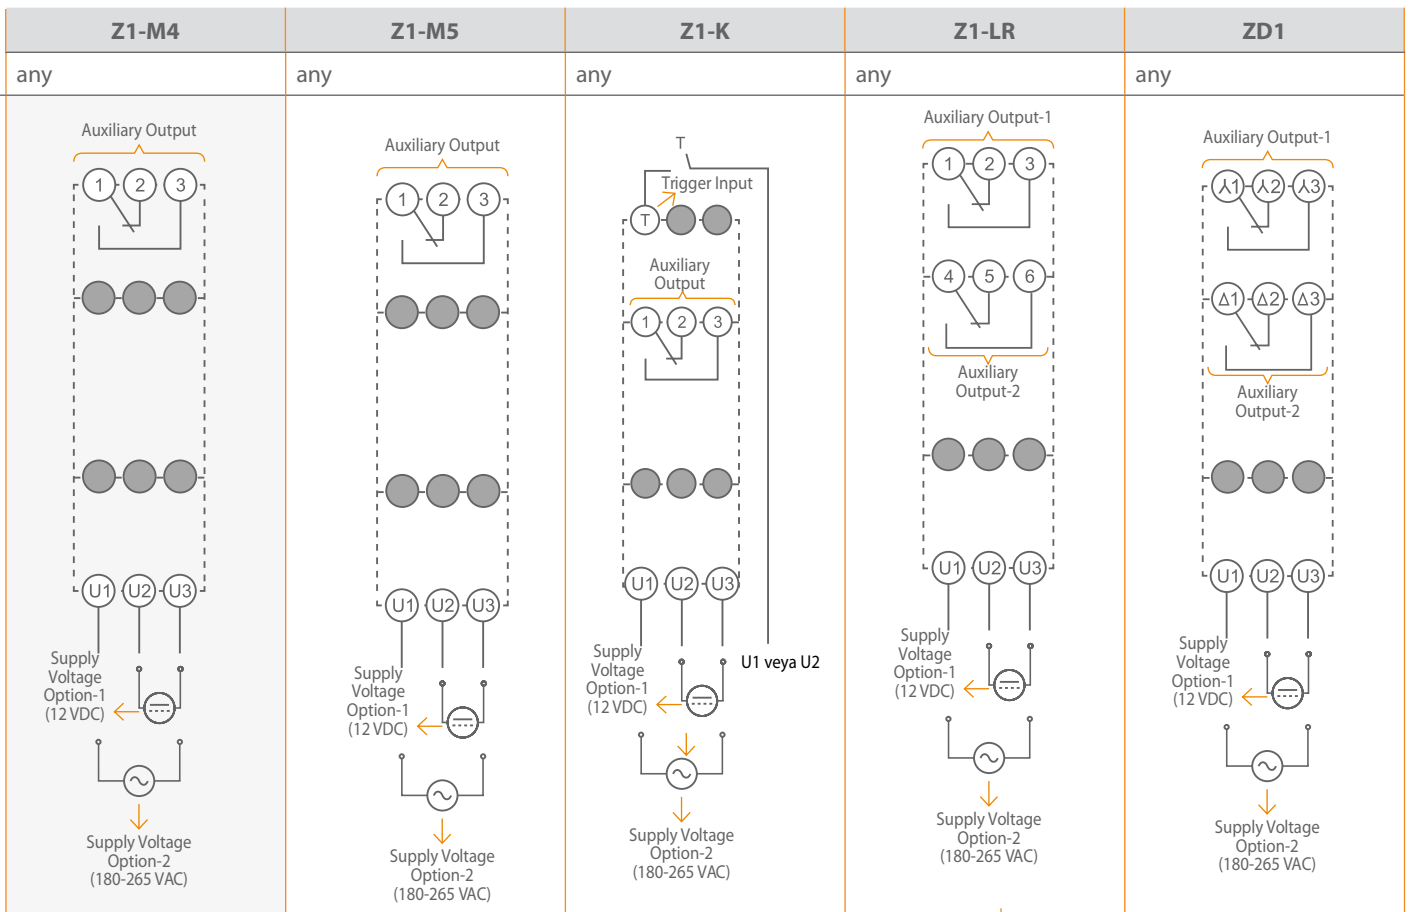 Z1-M4
Z1-M5
Z1-K
Z1-LR
ZD1
any
any
any
any
any
Auxiliary Output
1 2 3
U1 U2 U3
Supply
Voltage
Option-1
(12 VDC)
Supply Voltage
Option-2
(180-265 VAC)
Auxiliary Output
1 2 3
U1 U2 U3
Supply
Voltage
Option-1
(12 VDC)
Supply Voltage
Option-2
(180-265 VAC)
T
Trigger Input
T
Auxiliary
Output
1 2 3
U1 U2 U3
Supply
Voltage
Option-1
(12 VDC)
U1 veya U2
Supply Voltage
Option-2
(180-265 VAC)
Auxiliary Output-1
1 2 3
4 5 6
Auxiliary
Output-2
U1 U2 U3
Supply
Voltage
Option-1
(12 VDC)
Supply Voltage
Option-2
(180-265 VAC)
Auxiliary Output-1
⅄1 ⅄2 ⅄3
Δ1 Δ2 Δ3
Auxiliary
Output-2
U1 U2 U3
Supply
Voltage
Option-1
(12 VDC)
Supply Voltage
Option-2
(180-265 VAC)